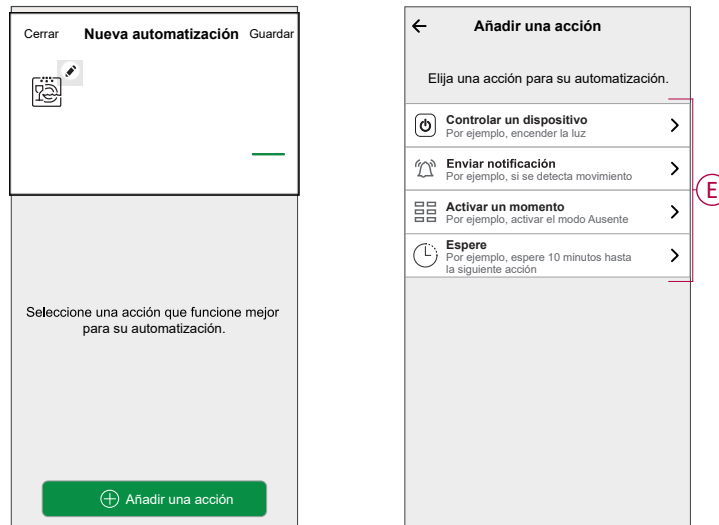 Cerrar Nueva automatización Guardar
Seleccione una acción que funcione mejor
para su automatización.
Añadir una acción
Añadir una acción
Elija una acción para su automatización.
Controlar un dispositivo
Por ejemplo, encender la luz
Enviar notificación
Por ejemplo, si se detecta movimiento
Activar un momento
Por ejemplo, activar el modo Ausente
Espere
Por ejemplo, espere 10 minutos hasta
la siguiente acción
E